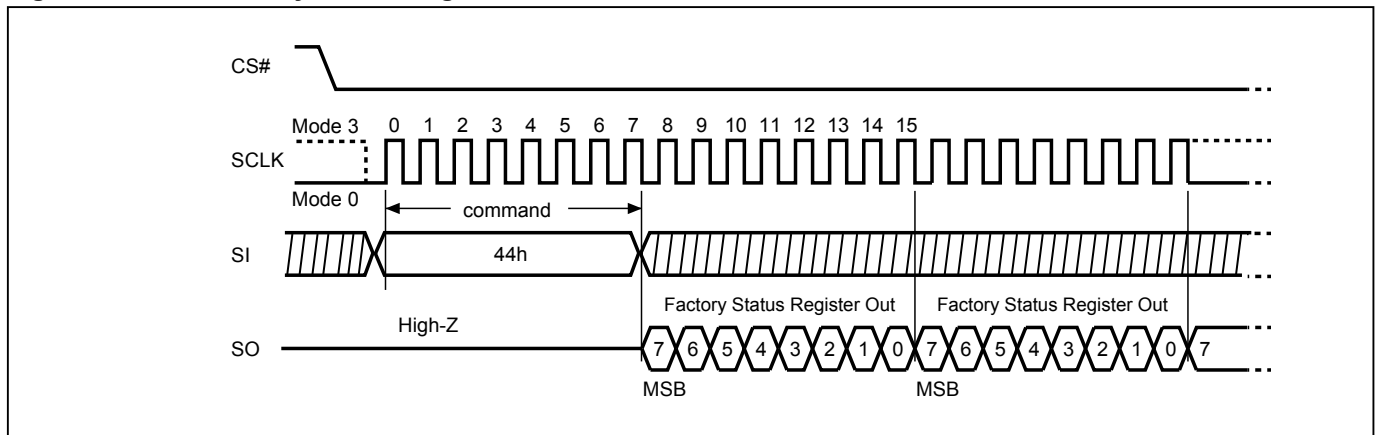 CS#
Mode 3 0 1 2 3 4 5 6 7 8 9 10 11 12 13 14 15
SCLK
Mode 0
command
SI 44h
Factory Status Register Out Factory Status Register Out
High-Z
SO 7 6 5 4 3 2 1 0 7 6 5 4 3 2 1 0 7
MSB MSB